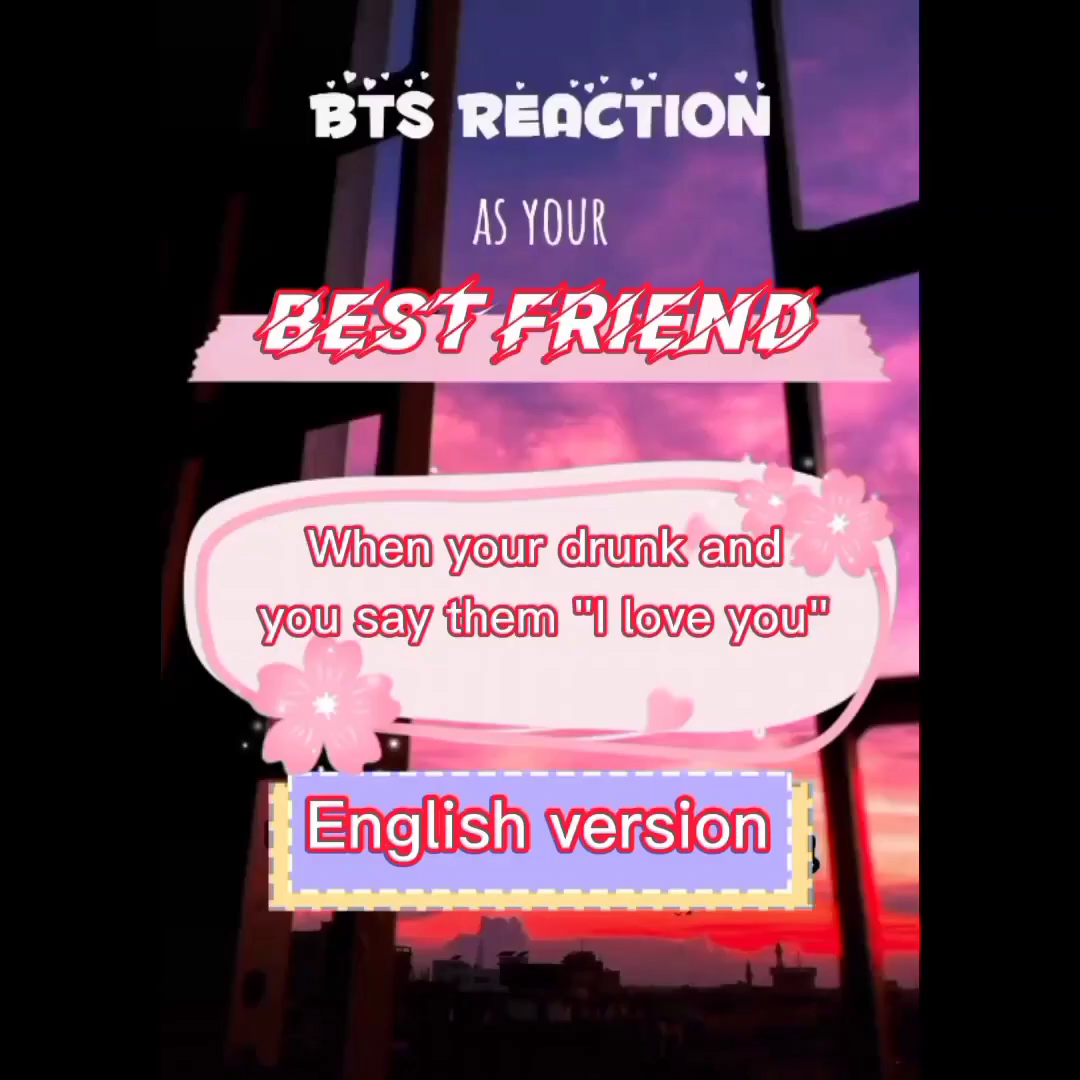 BTS REACTION
AS YOUR
BEST FRIEND
When your drunk and
you say them "I love you"
English version